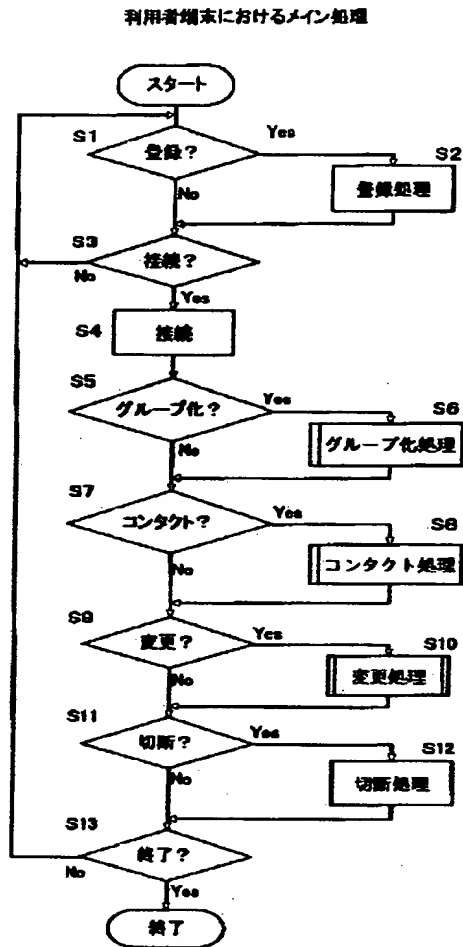 利用者端末におけるメイン処理
スタート
S1
登録?
Yes
S2
登録処理
No
S3
接続?
No
Yes
S4
接続
S5
グループ化?
Yes
S6
グループ化処理
No
S7
コンタクト?
Yes
S8
コンタクト処理
No
S9
変更?
Yes
S10
変更処理
No
S11
切断?
Yes
S12
切断処理
No
S13
終了?
No
Yes
終了